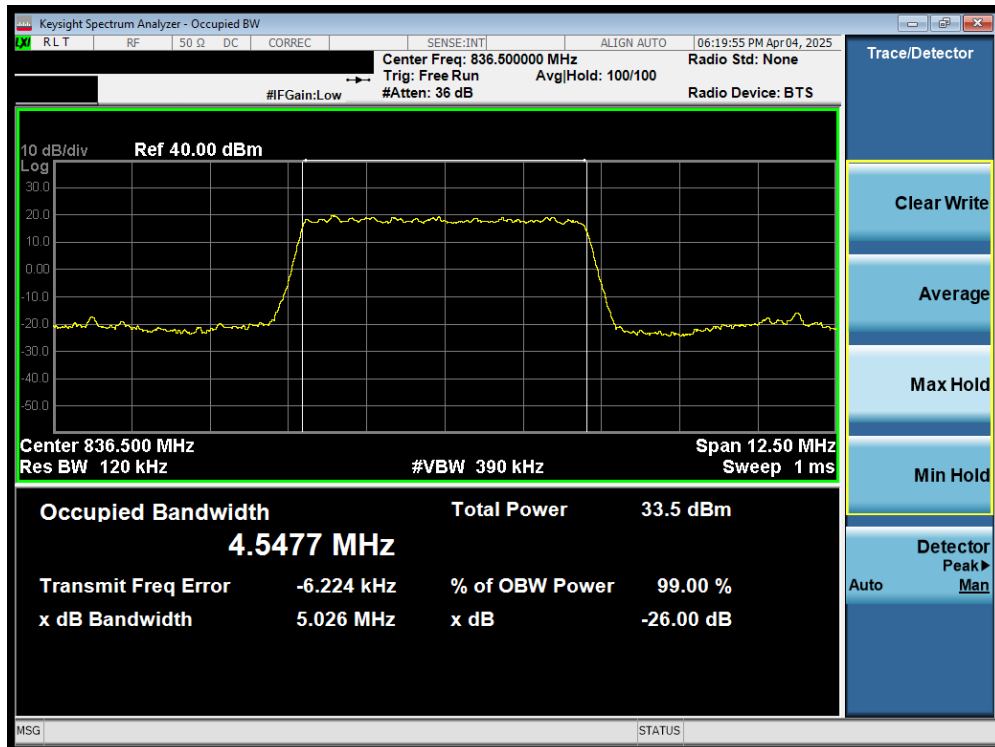 Keysight Spectrum Analyzer - Occupied BW
LXI RLT RF 50 Ω DC CORREC SENSE:INT ALIGN AUTO 06:19:55 PM Apr 04, 2025
Center Freq: 836.500000 MHz Radio Std: None
Trig: Free Run Avg|Hold: 100/100
#IFGain:Low #Atten: 36 dB Radio Device: BTS
Trace/Detector
10 dB/div Ref 40.00 dBm
Log
30.0
20.0
10.0
0.00
-10.0
-20.0
-30.0
-40.0
-50.0
Center 836.500 MHz Span 12.50 MHz
Res BW 120 kHz #VBW 390 kHz Sweep 1 ms
Occupied Bandwidth Total Power 33.5 dBm
4.5477 MHz
Transmit Freq Error -6.224 kHz % of OBW Power 99.00 %
x dB Bandwidth 5.026 MHz x dB -26.00 dB
Clear Write
Average
Max Hold
Min Hold
Detector
Peak▶
Auto Man
MSG STATUS